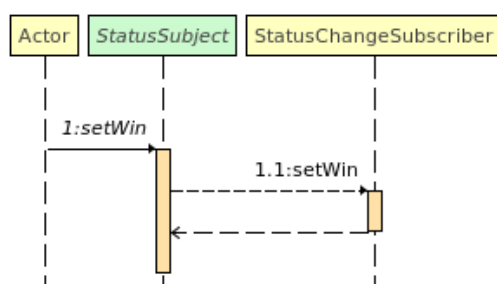 Actor
StatusSubject
StatusChangeSubscriber
1:setWin
1.1:setWin